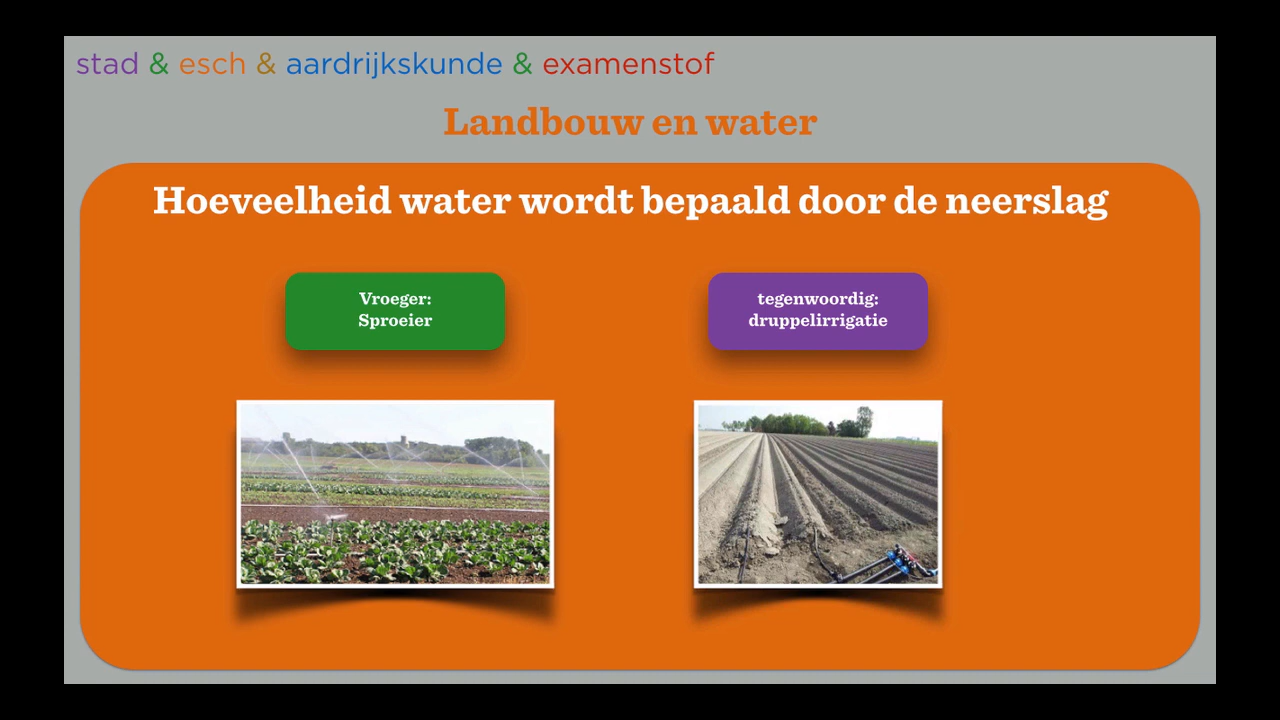 stad & esch & aardrijkskunde & examenstof
Landbouw en water
Hoeveelheid water wordt bepaald door de neerslag
Vroeger:
Sproeier
tegenwoordig:
druppelirrigatie